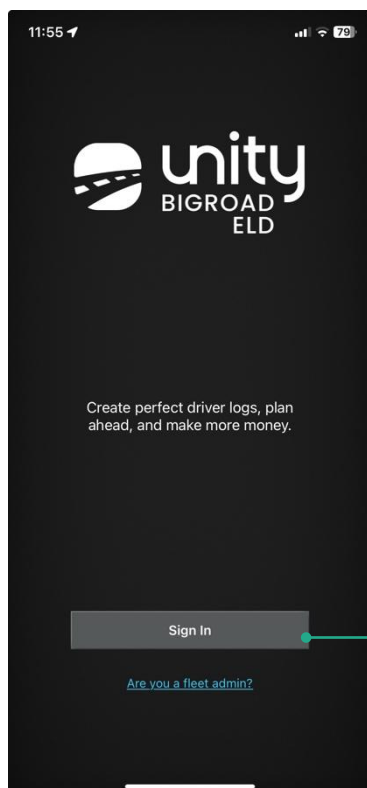 11:55
79
unity
BIGROAD
ELD
Create perfect driver logs, plan
ahead, and make more money.
Sign In
Are you a fleet admin?